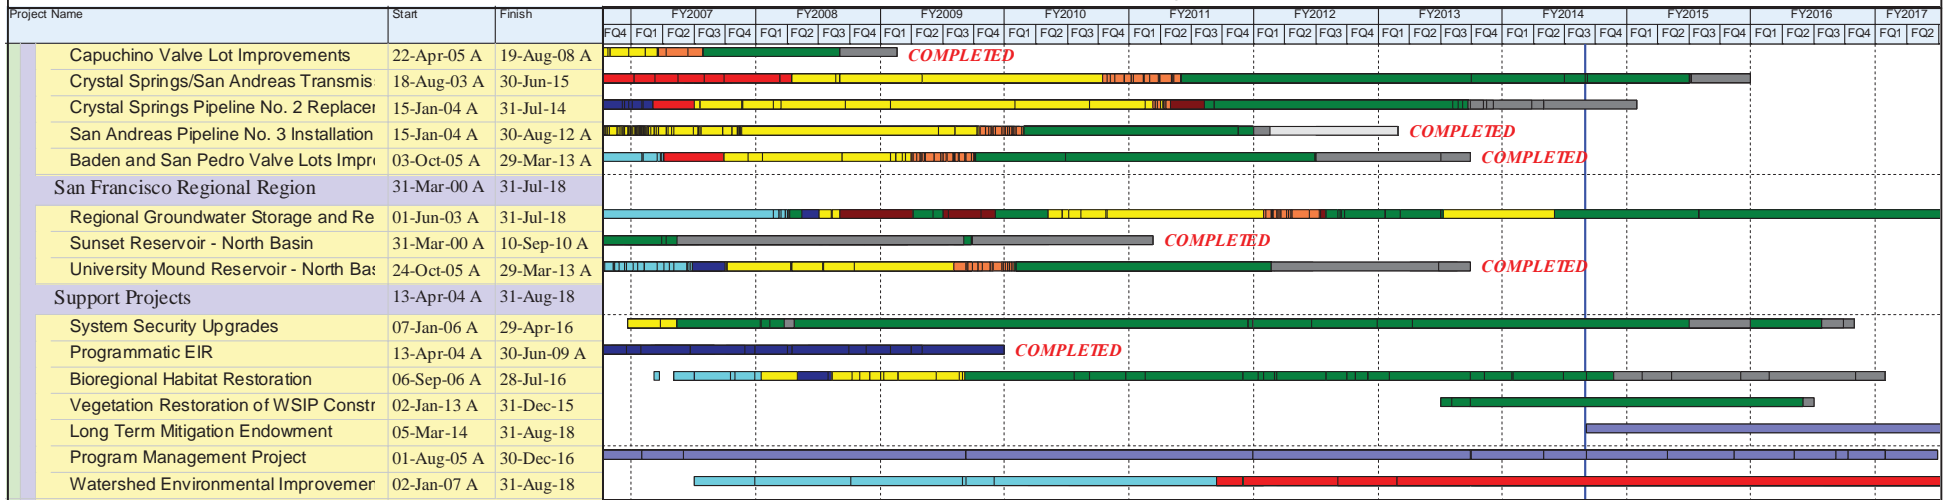 Project Name Start Finish FY2007 FY2008 FY2009 FY2010 FY2011 FY2012 FY2013 FY2014 FY2015 FY2016 FY2017
FQ4 FQ1 FQ2 FQ3 FQ4 FQ1 FQ2 FQ3 FQ4 FQ1 FQ2 FQ3 FQ4 FQ1 FQ2 FQ3 FQ4 FQ1 FQ2 FQ3 FQ4 FQ1 FQ2 FQ3 FQ4 FQ1 FQ2 FQ3 FQ4 FQ1 FQ2 FQ3 FQ4 FQ1 FQ2 FQ3 FQ4 FQ1 FQ2 FQ3 FQ4 FQ1 FQ2
Capuchino Valve Lot Improvements 22-Apr-05 A 19-Aug-08 A COMPLETED
Crystal Springs/San Andreas Transmis 18-Aug-03 A 30-Jun-15
Crystal Springs Pipeline No. 2 Replacer 15-Jan-04 A 31-Jul-14
San Andreas Pipeline No. 3 Installation 15-Jan-04 A 30-Aug-12 A COMPLETED
Baden and San Pedro Valve Lots Impr 03-Oct-05 A 29-Mar-13 A COMPLETED
San Francisco Regional Region 31-Mar-00 A 31-Jul-18
Regional Groundwater Storage and Re 01-Jun-03 A 31-Jul-18
Sunset Reservoir - North Basin 31-Mar-00 A 10-Sep-10 A COMPLETED
University Mound Reservoir - North Bas 24-Oct-05 A 29-Mar-13 A COMPLETED
Support Projects 13-Apr-04 A 31-Aug-18
System Security Upgrades 07-Jan-06 A 29-Apr-16
Programmatic EIR 13-Apr-04 A 30-Jun-09 A COMPLETED
Bioregional Habitat Restoration 06-Sep-06 A 28-Jul-16
Vegetation Restoration of WSIP Constr 02-Jan-13 A 31-Dec-15
Long Term Mitigation Endowment 05-Mar-14 31-Aug-18
Program Management Project 01-Aug-05 A 30-Dec-16
Watershed Environmental Improvemen 02-Jan-07 A 31-Aug-18